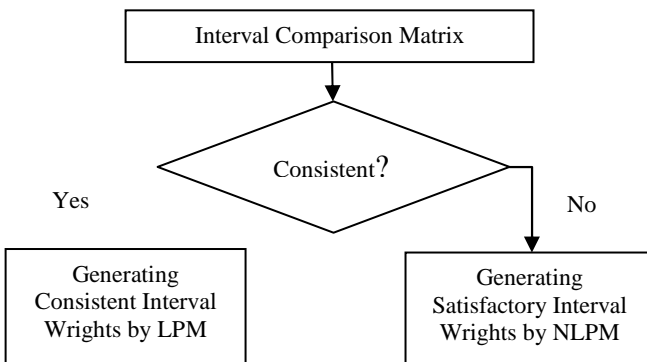 Interval Comparison Matrix
Consistent?
Yes
No
Generating
Consistent Interval
Wrights by LPM
Generating
Satisfactory Interval
Wrights by NLPM